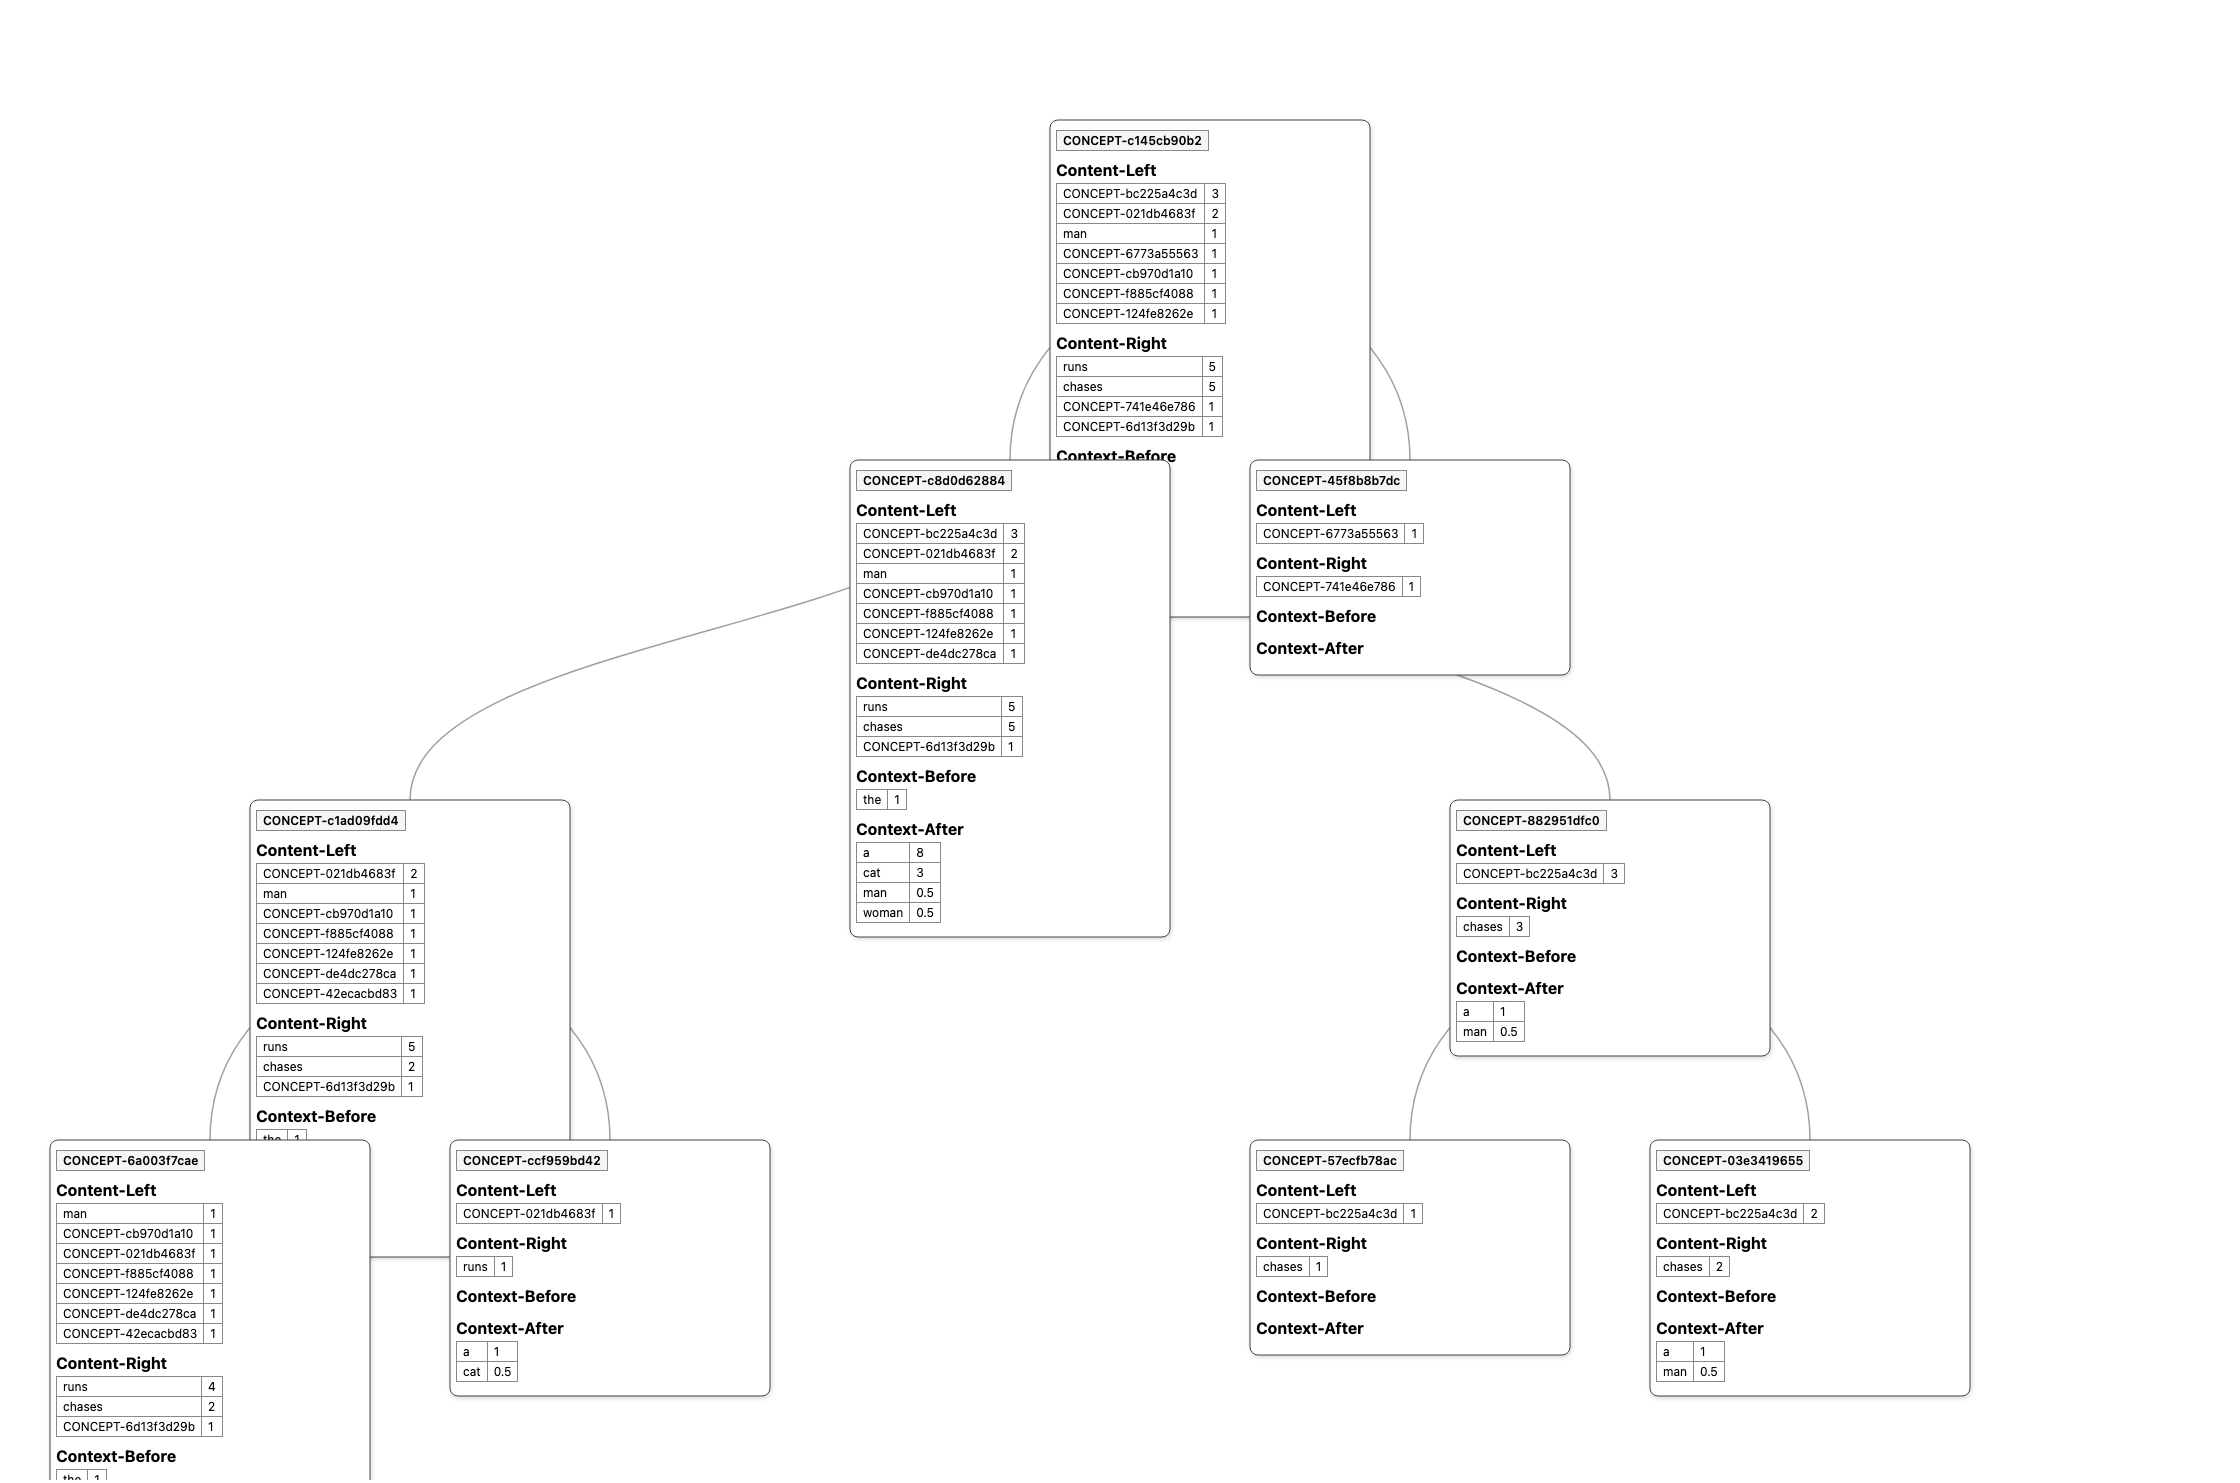 CONCEPT-c145cb90b2
Content-Left
CONCEPT-bc225a4c3d 3
CONCEPT-021db4683f 2
man 1
CONCEPT-6773a55563 1
CONCEPT-cb970d1a10 1
CONCEPT-f885cf4088 1
CONCEPT-124fe8262e 1
Content-Right
runs 5
chases 5
CONCEPT-741e46e786 1
CONCEPT-6d13f3d29b 1
Context-Before
CONCEPT-c8d0d62884
Content-Left
CONCEPT-bc225a4c3d 3
CONCEPT-021db4683f 2
man 1
CONCEPT-cb970d1a10 1
CONCEPT-f885cf4088 1
CONCEPT-124fe8262e 1
CONCEPT-de4dc278ca 1
Content-Right
runs 5
chases 5
CONCEPT-6d13f3d29b 1
Context-Before
the 1
Context-After
a 8
cat 3
man 0.5
woman 0.5
CONCEPT-45f8b8b7dc
Content-Left
CONCEPT-6773a55563 1
Content-Right
CONCEPT-741e46e786 1
Context-Before
Context-After
CONCEPT-c1ad09fdd4
Content-Left
CONCEPT-021db4683f 2
man 1
CONCEPT-cb970d1a10 1
CONCEPT-f885cf4088 1
CONCEPT-124fe8262e 1
CONCEPT-de4dc278ca 1
CONCEPT-42ecacbd83 1
Content-Right
runs 5
chases 2
CONCEPT-6d13f3d29b 1
Context-Before
the 1
CONCEPT-882951dfc0
Content-Left
CONCEPT-bc225a4c3d 3
Content-Right
chases 3
Context-Before
Context-After
a 1
man 0.5
CONCEPT-6a003f7cae
Content-Left
man 1
CONCEPT-cb970d1a10 1
CONCEPT-021db4683f 1
CONCEPT-f885cf4088 1
CONCEPT-124fe8262e 1
CONCEPT-de4dc278ca 1
CONCEPT-42ecacbd83 1
Content-Right
runs 4
chases 2
CONCEPT-6d13f3d29b 1
Context-Before
the 1
CONCEPT-ccf959bd42
Content-Left
CONCEPT-021db4683f 1
Content-Right
runs 1
Context-Before
Context-After
a 1
cat 0.5
CONCEPT-57ecfb78ac
Content-Left
CONCEPT-bc225a4c3d 1
Content-Right
chases 1
Context-Before
Context-After
CONCEPT-03e3419655
Content-Left
CONCEPT-bc225a4c3d 2
Content-Right
chases 2
Context-Before
Context-After
a 1
man 0.5